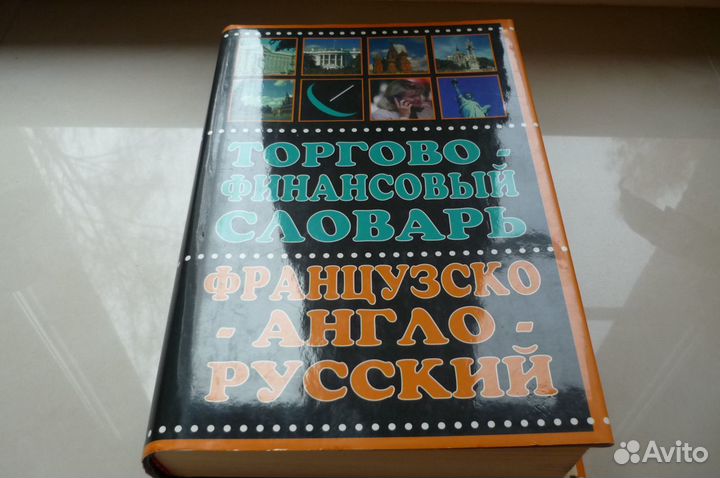 ТОРГОВО -
ФИНАНСОВЫЙ
СЛОВАРЬ
ФРАНЦУЗСКО
- АНГЛО -
РУССКИЙ
Avito